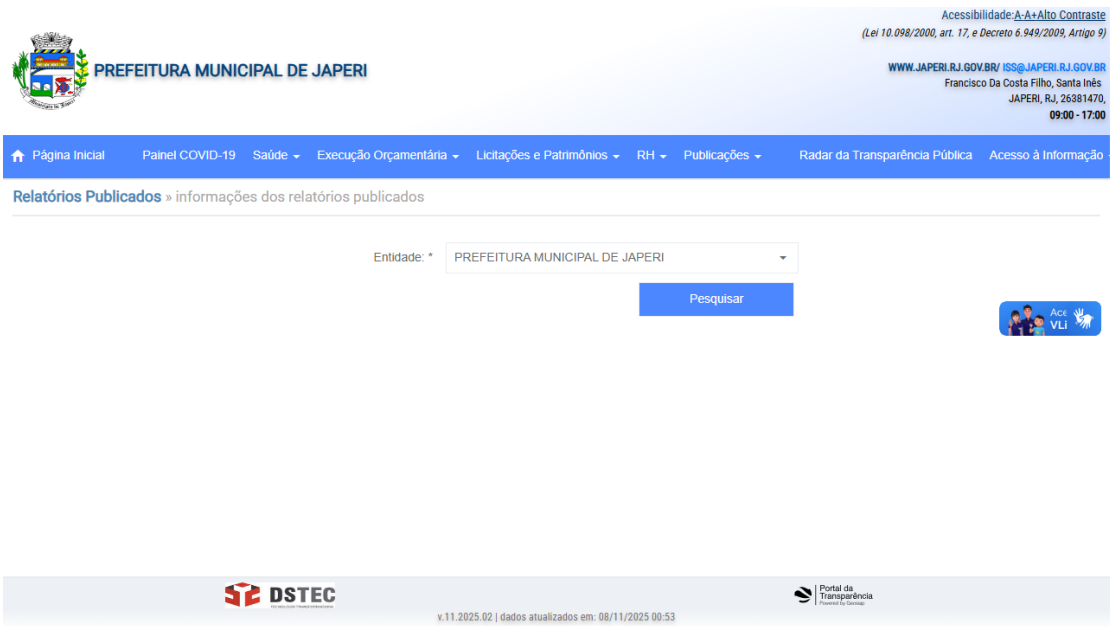 Acessibilidade:A-A+Alto Contraste
(Lei 10.098/2000, art. 17, e Decreto 6.949/2009, Artigo 9)
PREFEITURA MUNICIPAL DE JAPERI
WWW.JAPERI.RJ.GOV.BR/ ISS@JAPERI.RJ.GOV.BR
Francisco Da Costa Filho, Santa Inês
JAPERI, RJ, 26381470,
09:00 - 17:00
Página Inicial Painel COVID-19 Saúde Execução Orçamentária Licitações e Patrimônios RH Publicações Radar da Transparência Pública Acesso à Informação
Relatórios Publicados » informações dos relatórios publicados
Entidade: * PREFEITURA MUNICIPAL DE JAPERI
Pesquisar
Ace
VLi
DSTEC
Portal da
Transparência
Powered by Geosiap
v.11.2025.02 | dados atualizados em: 08/11/2025 00:53